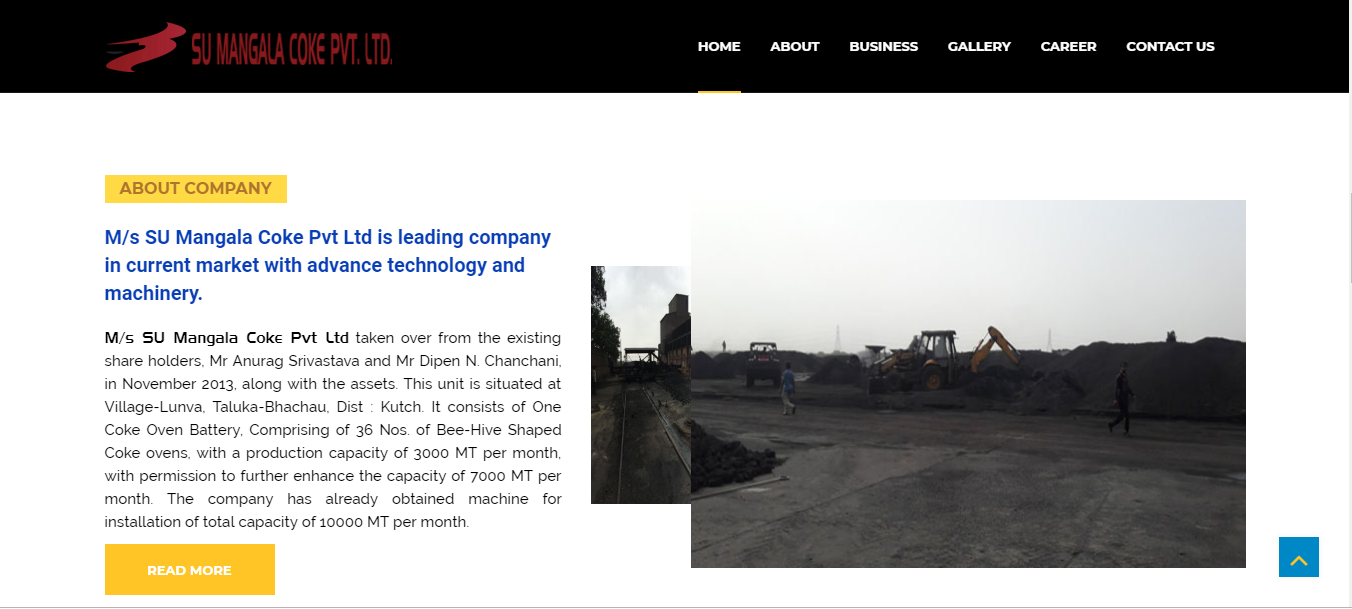 SU MANGALA COKE PVT. LTD.
HOME ABOUT BUSINESS GALLERY CAREER CONTACT US
ABOUT COMPANY
M/s SU Mangala Coke Pvt Ltd is leading company
in current market with advance technology and
machinery.
M/s SU Mangala Coke Pvt Ltd taken over from the existing
share holders, Mr Anurag Srivastava and Mr Dipen N. Chanchani,
in November 2013, along with the assets. This unit is situated at
Village-Lunva, Taluka-Bhachau, Dist : Kutch. It consists of One
Coke Oven Battery, Comprising of 36 Nos. of Bee-Hive Shaped
Coke ovens, with a production capacity of 3000 MT per month,
with permission to further enhance the capacity of 7000 MT per
month. The company has already obtained machine for
installation of total capacity of 10000 MT per month.
READ MORE